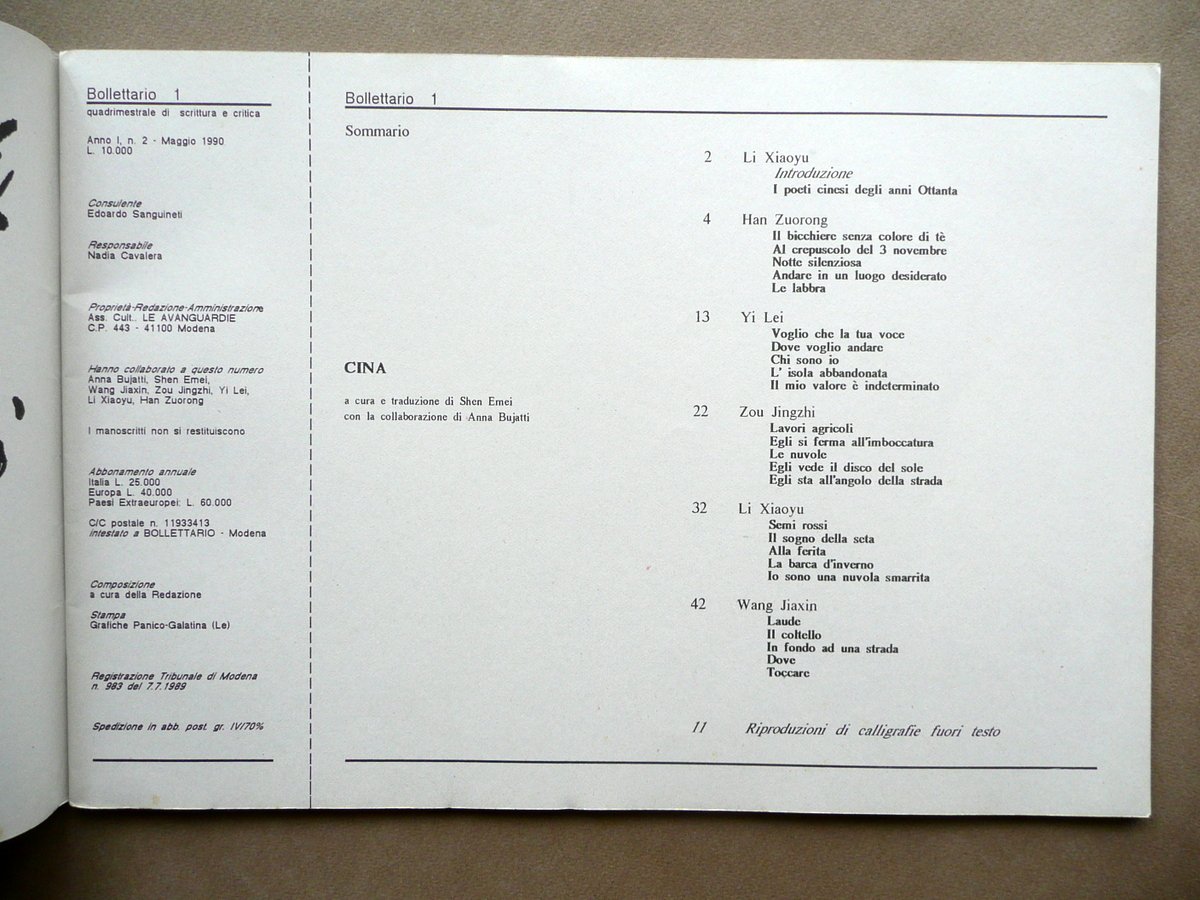 Bollettario 1
quadrimestrale di scrittura e critica
Anno I, n. 2 - Maggio 1990
L. 10.000
Consulente
Edoardo Sanguineti
Responsabile
Nadia Cavalera
Proprietà-Redazione-Amministrazione
Ass. Cult.. LE AVANGUARDIE
C.P. 443 - 41100 Modena
Hanno collaborato a questo numero
Anna Bujatti, Shen Emei,
Wang Jiaxin, Zou Jingzhi, Yi Lei,
Li Xiaoyu, Han Zuorong
I manoscritti non si restituiscono
Abbonamento annuale
Italia L. 25.000
Europa L. 40.000
Paesi Extraeuropei: L. 60.000
C/C postale n. 11933413
intestato a BOLLETTARIO - Modena
Composizione
a cura della Redazione
Stampa
Grafiche Panico-Galatina (Le)
Registrazione Tribunale di Modena
n. 983 del 7.7.1989
Spedizione in abb. post. gr. IV/70%
Bollettario 1
Sommario
CINA
a cura e traduzione di Shen Emei
con la collaborazione di Anna Bujatti
2 Li Xiaoyu
Introduzione
I poeti cinesi degli anni Ottanta
4 Han Zuorong
Il bicchiere senza colore di tè
Al crepuscolo del 3 novembre
Notte silenziosa
Andare in un luogo desiderato
Le labbra
13 Yi Lei
Voglio che la tua voce
Dove voglio andare
Chi sono io
L' isola abbandonata
Il mio valore è indeterminato
22 Zou Jingzhi
Lavori agricoli
Egli si ferma all'imboccatura
Le nuvole
Egli vede il disco del sole
Egli sta all'angolo della strada
32 Li Xiaoyu
Semi rossi
Il sogno della seta
Alla ferita
La barca d'inverno
Io sono una nuvola smarrita
42 Wang Jiaxin
Laude
Il coltello
In fondo ad una strada
Dove
Toccare
11 Riproduzioni di calligrafie fuori testo